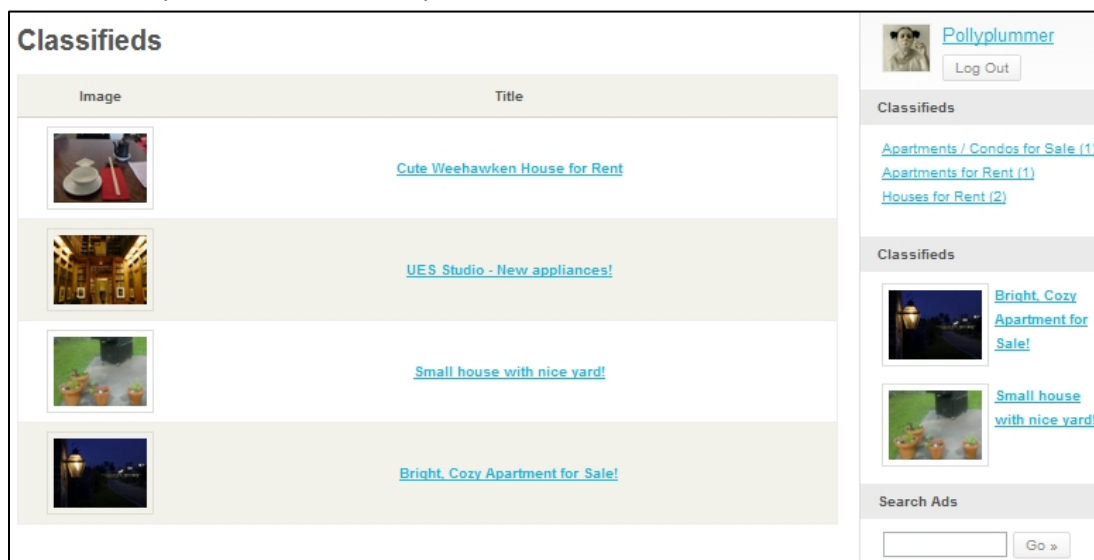 Classifieds
Image Title
Cute Weehawken House for Rent
UES Studio - New appliances!
Small house with nice yard!
Bright, Cozy Apartment for Sale!
Pollyplummer
Log Out
Classifieds
Apartments / Condos for Sale (1)
Apartments for Rent (1)
Houses for Rent (2)
Classifieds
Bright, Cozy
Apartment for
Sale!
Small house
with nice yard!
Search Ads
Go »